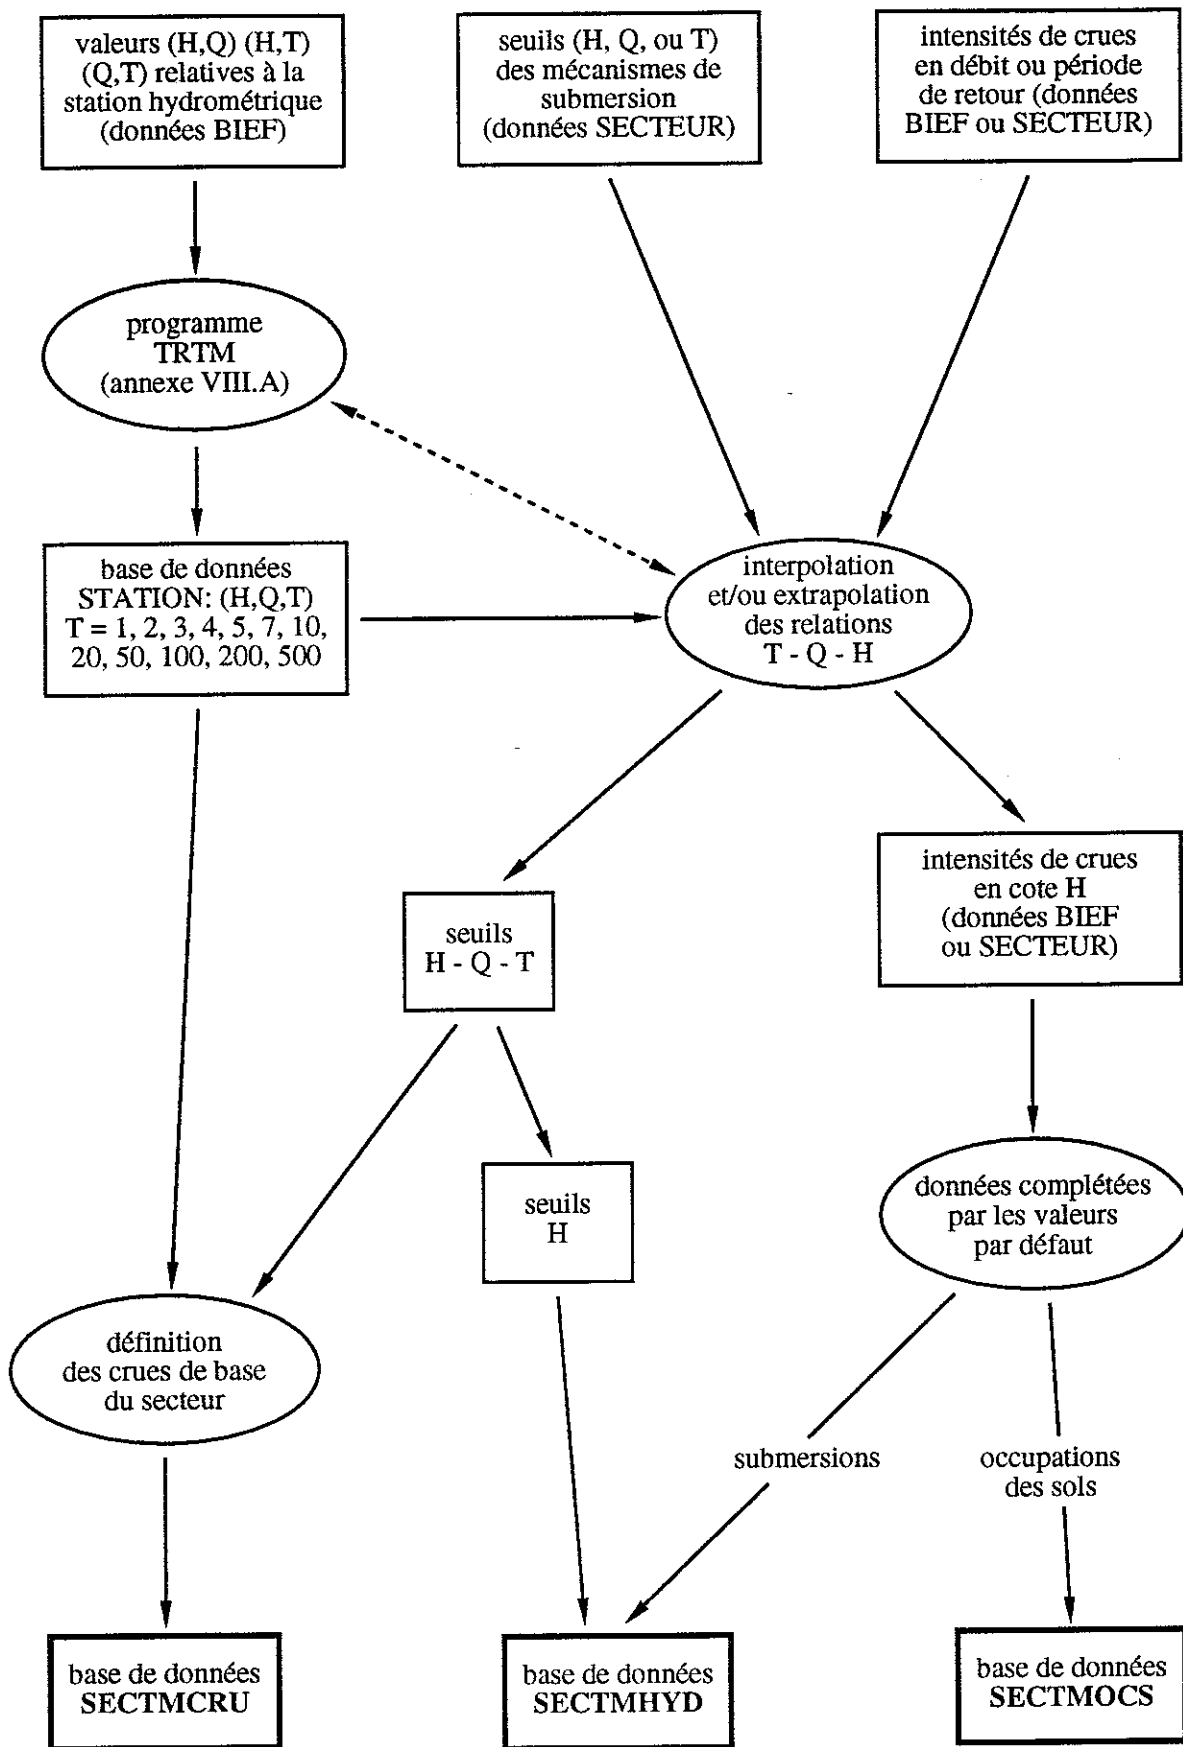 valeurs (H,Q) (H,T)
(Q,T) relatives à la
station hydrométrique
(données BIEF)
seuils (H, Q, ou T)
des mécanismes de
submersion
(données SECTEUR)
intensités de crues
en débit ou période
de retour (données
BIEF ou SECTEUR)
programme
TRTM
(annexe VIII.A)
base de données
STATION: (H,Q,T)
T = 1, 2, 3, 4, 5, 7, 10,
20, 50, 100, 200, 500
interpolation
et/ou extrapolation
des relations
T - Q - H
seuils
H - Q - T
intensités de crues
en cote H
(données BIEF
ou SECTEUR)
seuils
H
données complétées
par les valeurs
par défaut
définition
des crues de base
du secteur
submersions
occupations
des sols
base de données
SECTMCRU
base de données
SECTMHYD
base de données
SECTMOCS